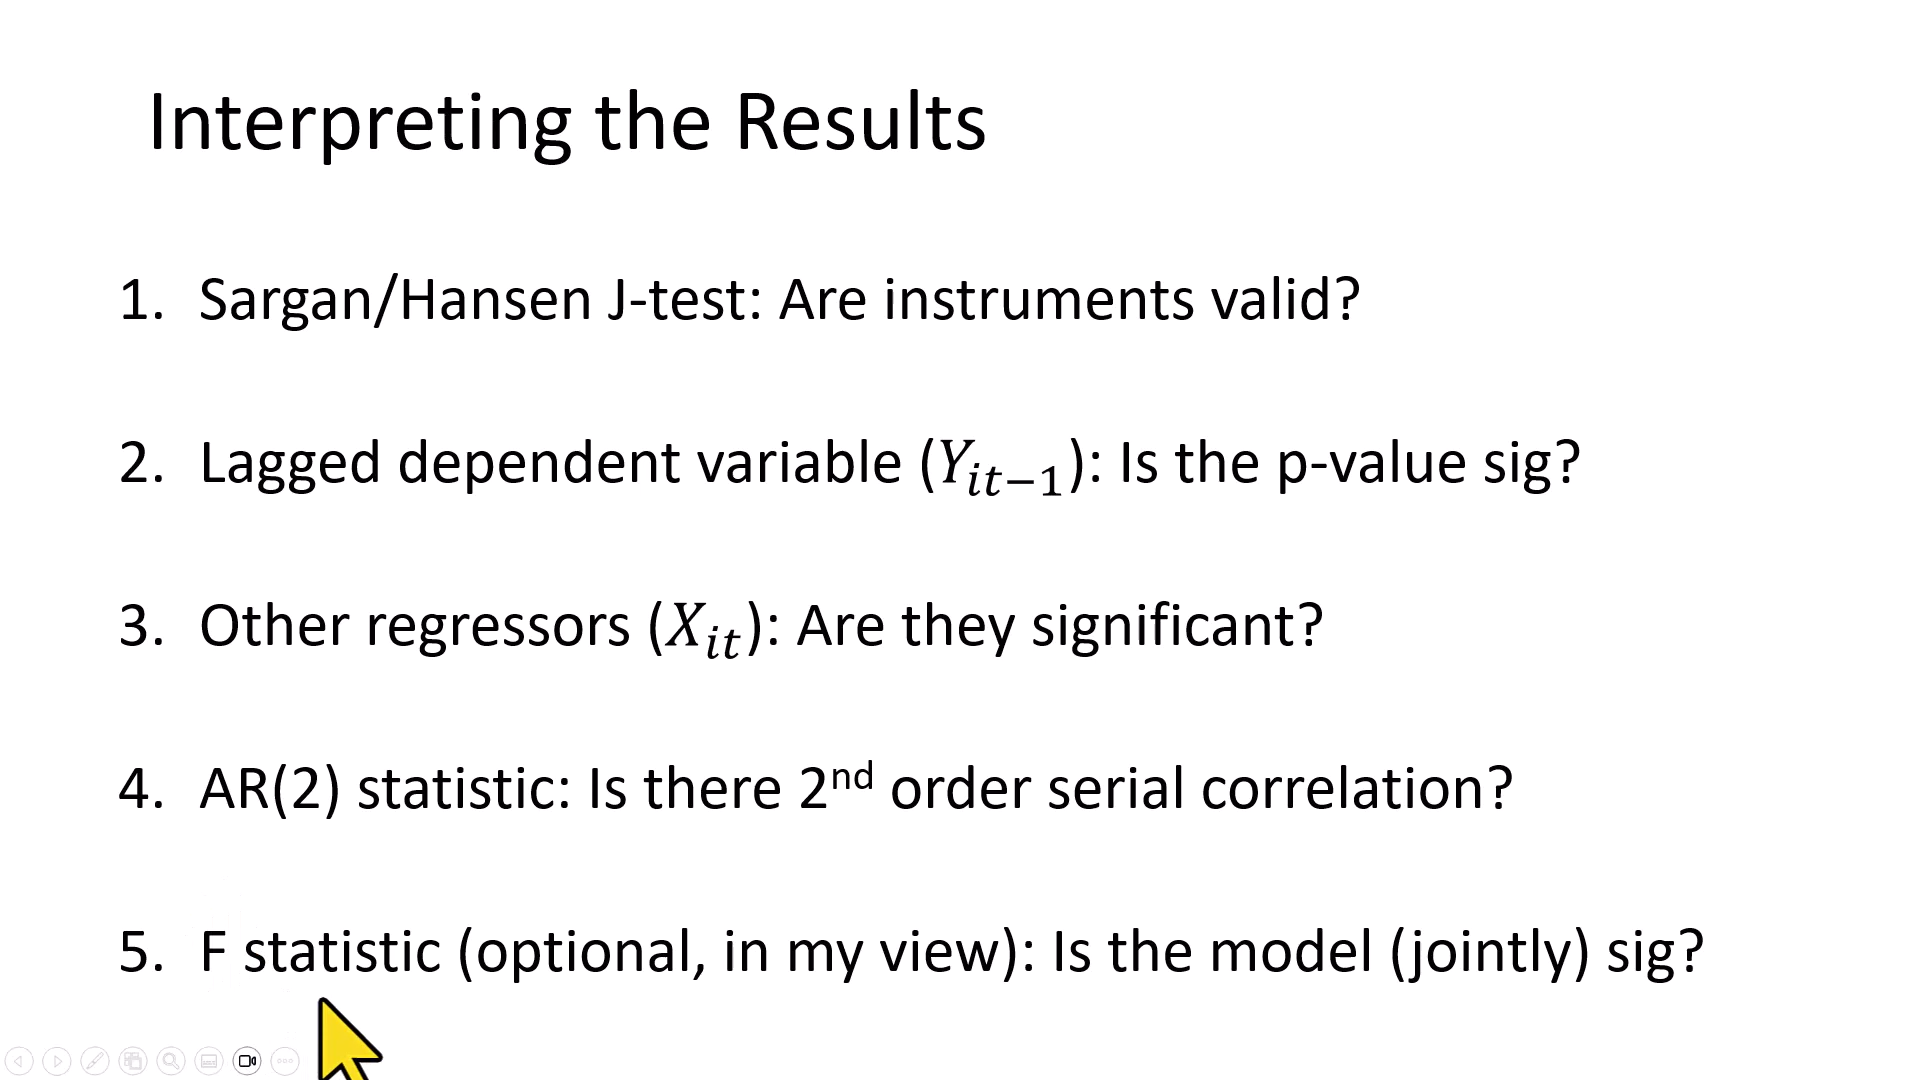 Interpreting the Results
1. Sargan/Hansen J-test: Are instruments valid?
2. Lagged dependent variable (Y_{it−1}): Is the p-value sig?
3. Other regressors (X_{it}): Are they significant?
4. AR(2) statistic: Is there 2nd order serial correlation?
5. F statistic (optional, in my view): Is the model (jointly) sig?